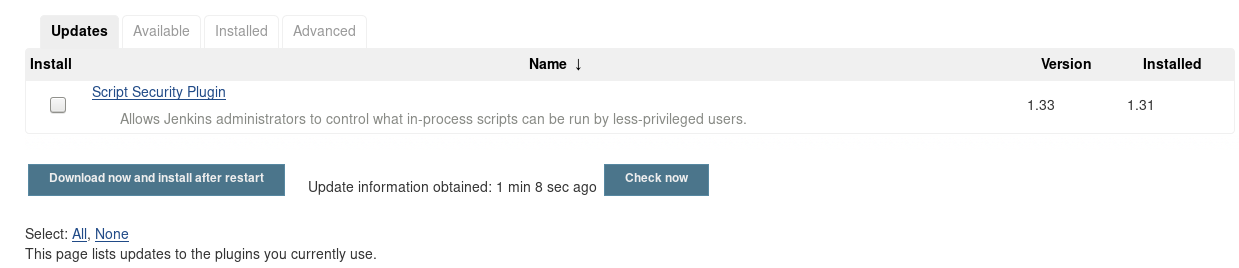 Updates Available Installed Advanced
Install Name ↓ Version Installed
Script Security Plugin
1.33 1.31
Allows Jenkins administrators to control what in-process scripts can be run by less-privileged users.
Download now and install after restart Update information obtained: 1 min 8 sec ago Check now
Select: All, None
This page lists updates to the plugins you currently use.